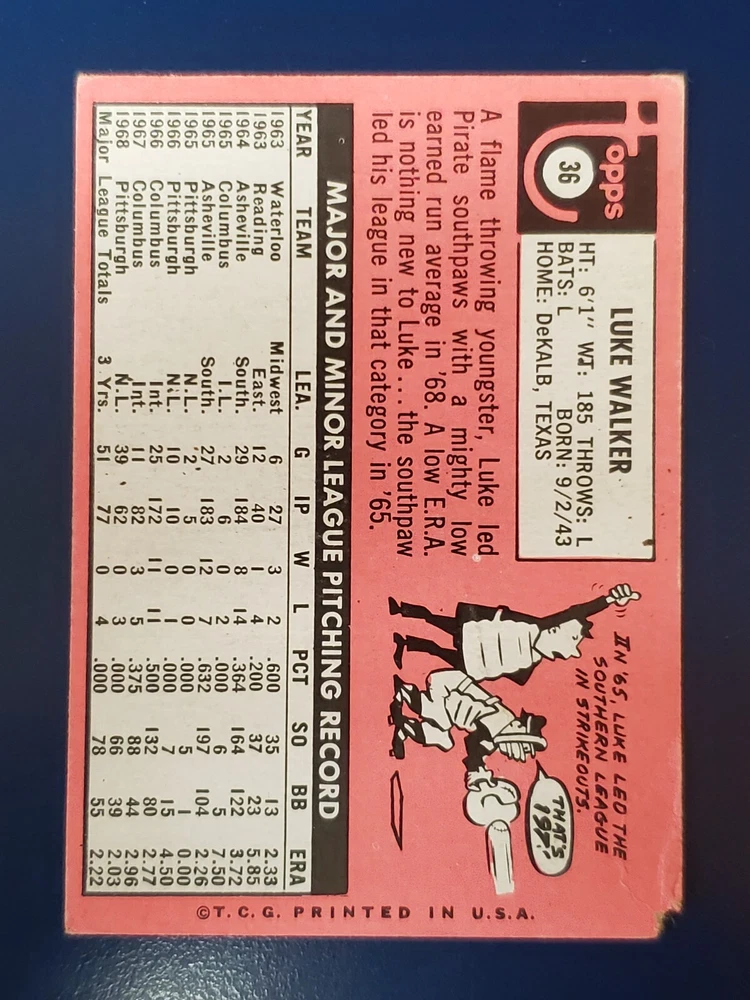 Topps
36
LUKE WALKER
HT: 6'1" WT: 185 THROWS: L
BATS: L BORN: 9/2/43
HOME: DeKALB, TEXAS
A flame throwing youngster, Luke led
Pirate southpaws with a mighty low
earned run average in '68. A low E.R.A.
is nothing new to Luke... the southpaw
led his league in that category in '65.
IN '65, LUKE LED THE
SOUTHERN LEAGUE
IN STRIKEOUTS.
THAT'S
197!
MAJOR AND MINOR LEAGUE PITCHING RECORD
YEAR TEAM LEA. G IP W L PCT SO BB ERA
1963 Waterloo Midwest 6 27 3 2 .600 35 13 2.33
1963 Reading East. 12 40 1 4 .200 37 23 5.85
1964 Asheville South. 29 184 8 14 .364 164 122 3.72
1965 Columbus I.L. 2 6 0 2 .000 6 5 7.50
1965 Asheville South. 27 183 12 7 .632 197 104 2.26
1965 Pittsburgh N.L. 2 5 0 0 .000 5 1 0.00
1966 Pittsburgh N.L. 10 10 0 1 .000 7 15 4.50
1966 Columbus Int. 25 172 11 11 .500 132 80 2.77
1967 Columbus Int. 11 82 3 5 .375 88 44 2.96
1968 Pittsburgh N.L. 39 62 0 3 .000 66 39 2.03
Major League Totals 3 Yrs. 51 77 0 4 .000 78 55 2.22
©T.C.G. PRINTED IN U.S.A.